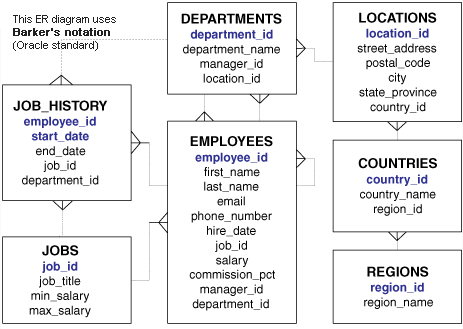 This ER diagram uses
Barker's notation
(Oracle standard)
DEPARTMENTS
department_id
department_name
manager_id
location_id
LOCATIONS
location_id
street_address
postal_code
city
state_province
country_id
JOB_HISTORY
employee_id
start_date
end_date
job_id
department_id
EMPLOYEES
employee_id
first_name
last_name
email
phone_number
hire_date
job_id
salary
commission_pct
manager_id
department_id
COUNTRIES
country_id
country_name
region_id
JOBS
job_id
job_title
min_salary
max_salary
REGIONS
region_id
region_name